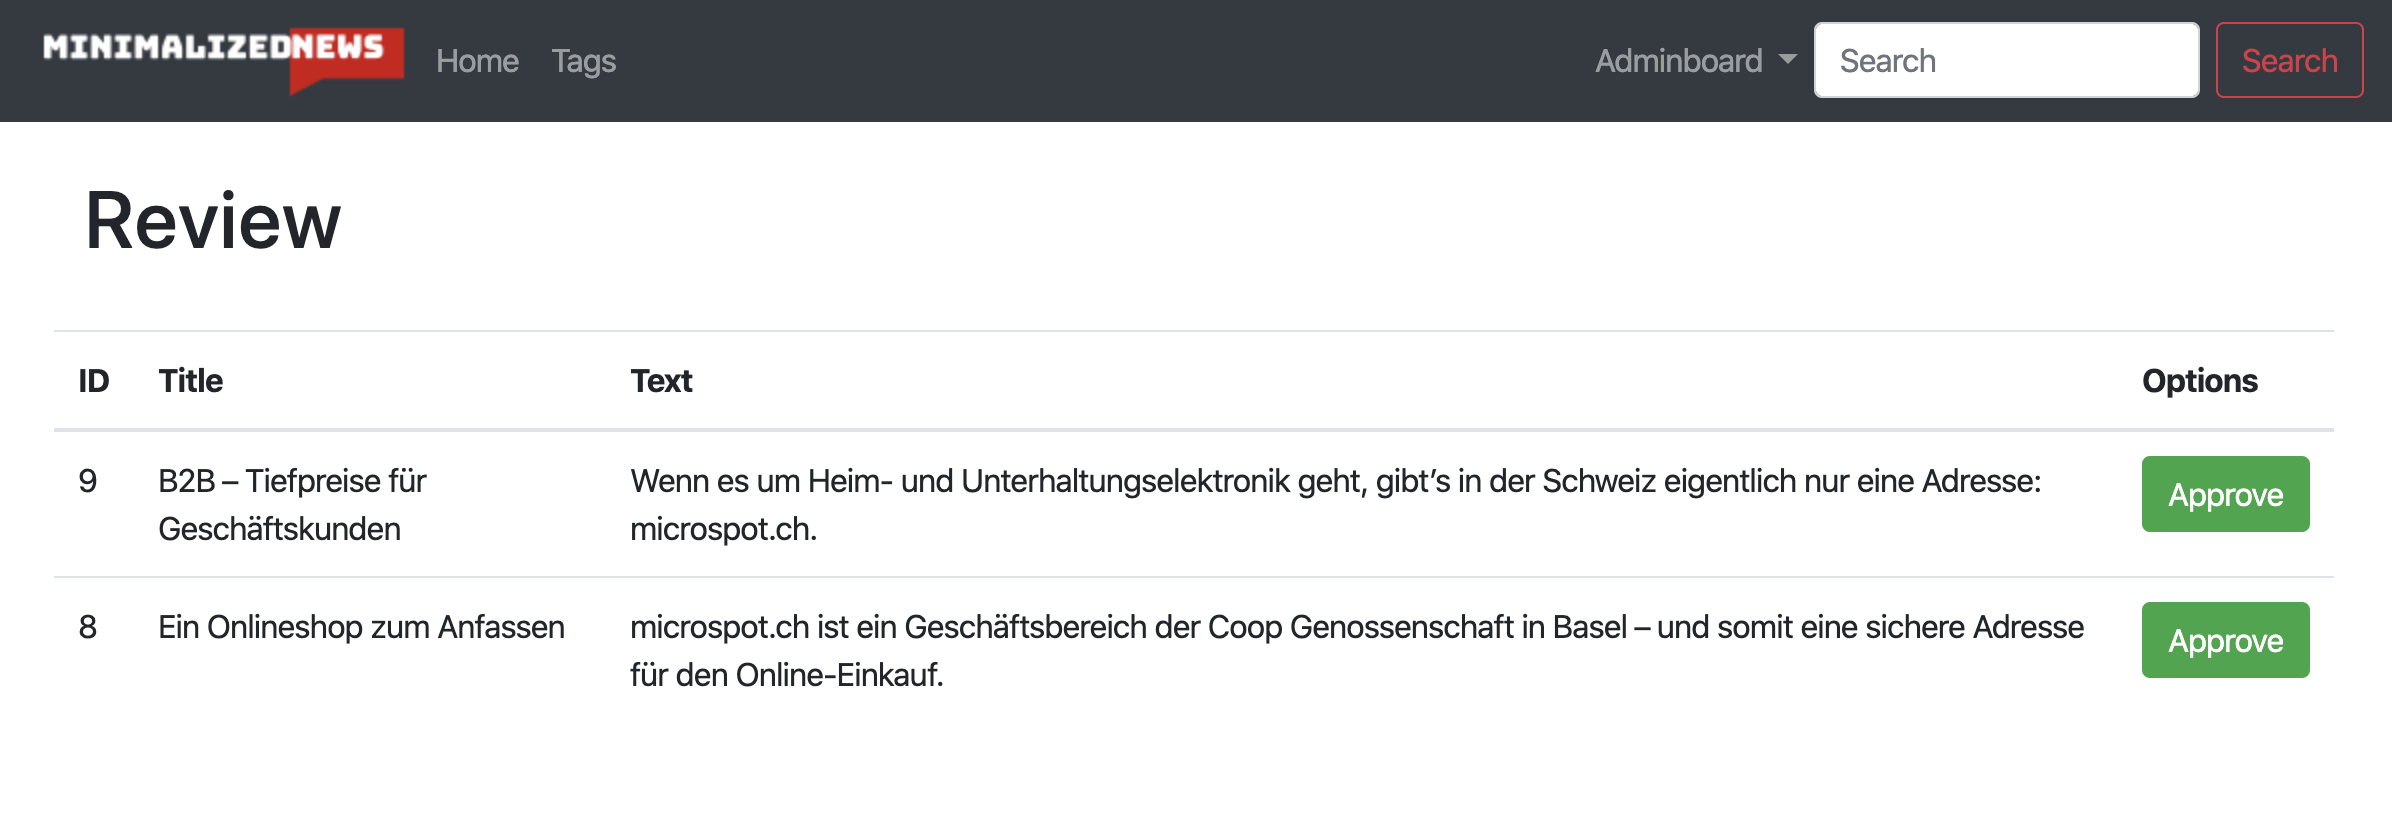 MINIMALIZEDNEWS
Home Tags Adminboard Search Search
Review
ID Title Text Options
9 B2B – Tiefpreise für Geschäftskunden Wenn es um Heim- und Unterhaltungselektronik geht, gibt’s in der Schweiz eigentlich nur eine Adresse: microspot.ch. Approve
8 Ein Onlineshop zum Anfassen microspot.ch ist ein Geschäftsbereich der Coop Genossenschaft in Basel – und somit eine sichere Adresse für den Online-Einkauf. Approve